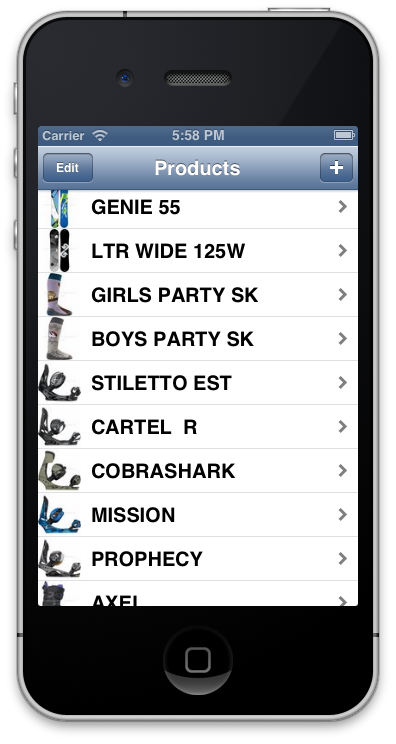 Carrier 5:58 PM
Edit Products +
GENIE 55
LTR WIDE 125W
GIRLS PARTY SK
BOYS PARTY SK
STILETTO EST
CARTEL  R
COBRASHARK
MISSION
PROPHECY
AXEL